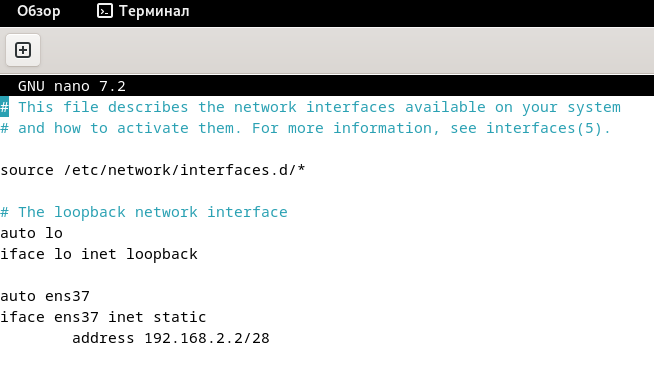 Обзор Терминал
GNU nano 7.2
# This file describes the network interfaces available on your system
# and how to activate them. For more information, see interfaces(5).
source /etc/network/interfaces.d/*
# The loopback network interface
auto lo
iface lo inet loopback
auto ens37
iface ens37 inet static
address 192.168.2.2/28